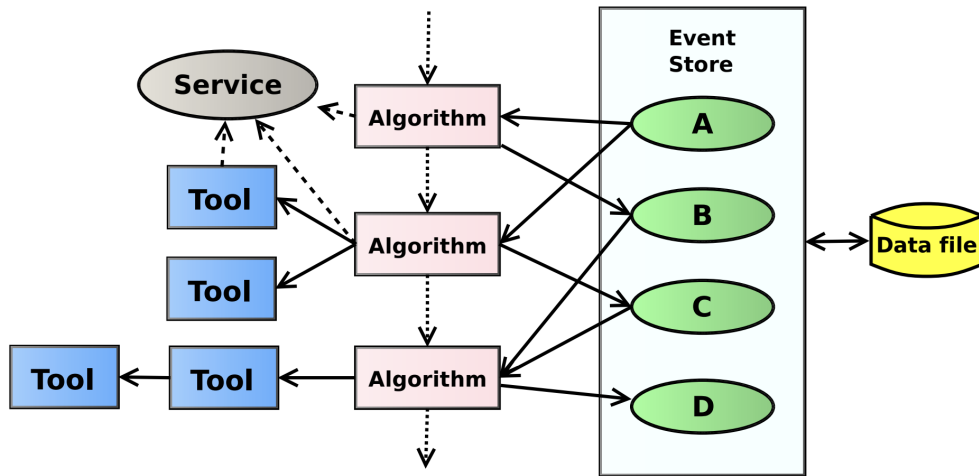 Event
Store
Service
Algorithm
A
Tool
B
Algorithm
Data file
Tool
C
Tool
Tool
Algorithm
D